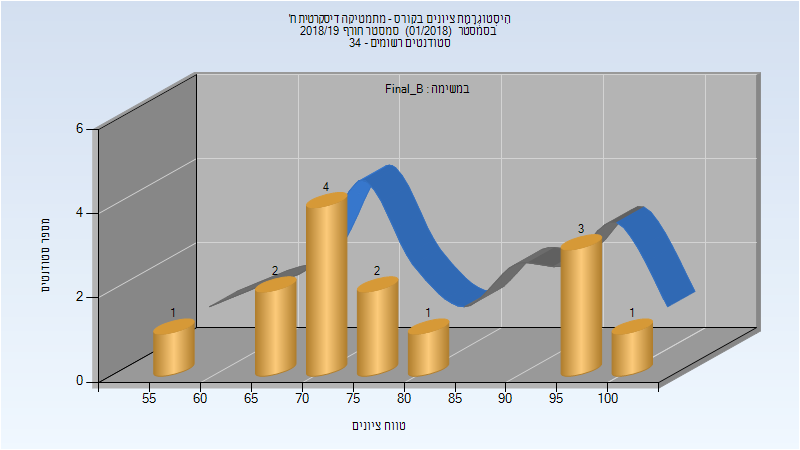 היסטוגרמת ציונים בקורס - מתמטיקה דיסקרטית ח'
בסמסטר (01/2018) סמסטר חורף 2018/19
סטודנטים רשומים - 34
במשימה : Final_B
מספר סטודנטים
6
4
2
0
1
2
4
2
1
3
1
55 60 65 70 75 80 85 90 95 100
טווח ציונים